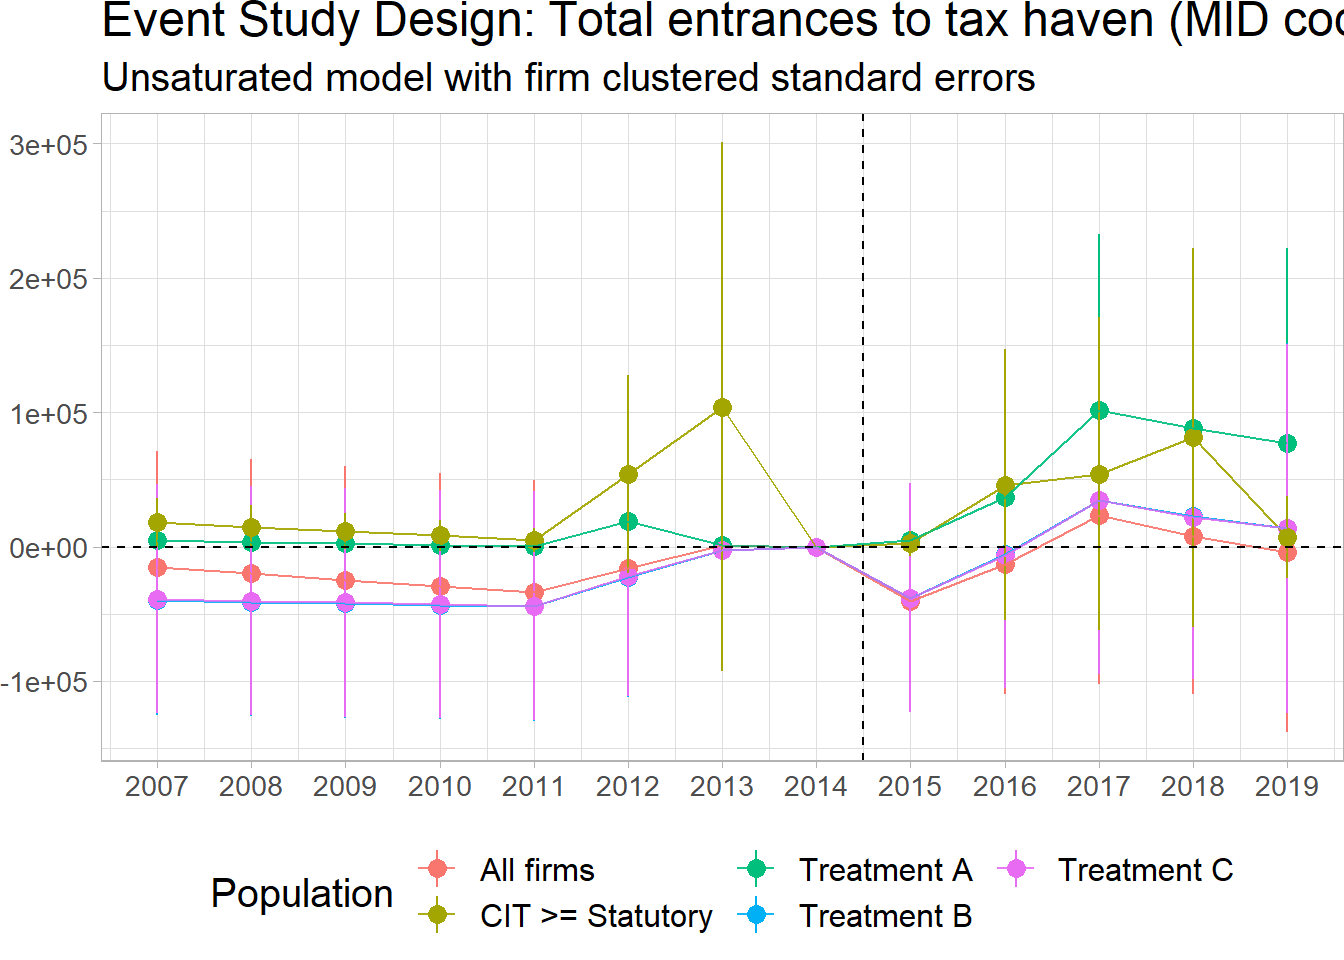 Event Study Design: Total entrances to tax haven (MID
Unsaturated model with firm clustered standard errors
3e+05
2e+05
1e+05
0e+00
-1e+05
2007 2008 2009 2010 2011 2012 2013 2014 2015 2016 2017 2018 2019
Population
All firms
CIT >= Statutory
Treatment A
Treatment B
Treatment C